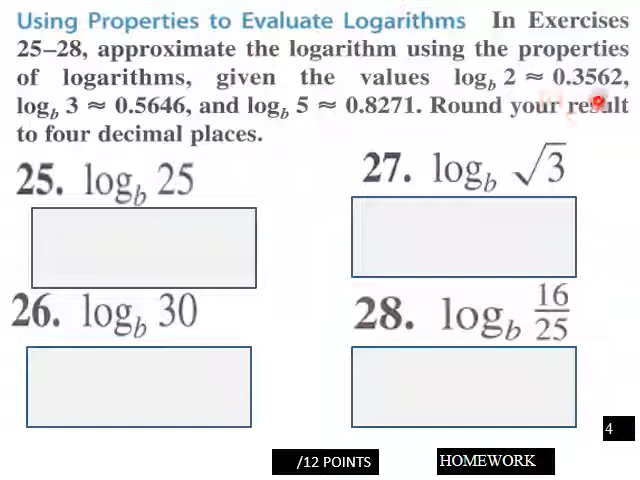 Using Properties to Evaluate Logarithms In Exercises
25–28, approximate the logarithm using the properties
of logarithms, given the values log_b 2 ≈ 0.3562,
log_b 3 ≈ 0.5646, and log_b 5 ≈ 0.8271. Round your result
to four decimal places.
25. log_b 25
27. log_b √3
26. log_b 30
28. log_b 16/25
4
/12 POINTS
HOMEWORK